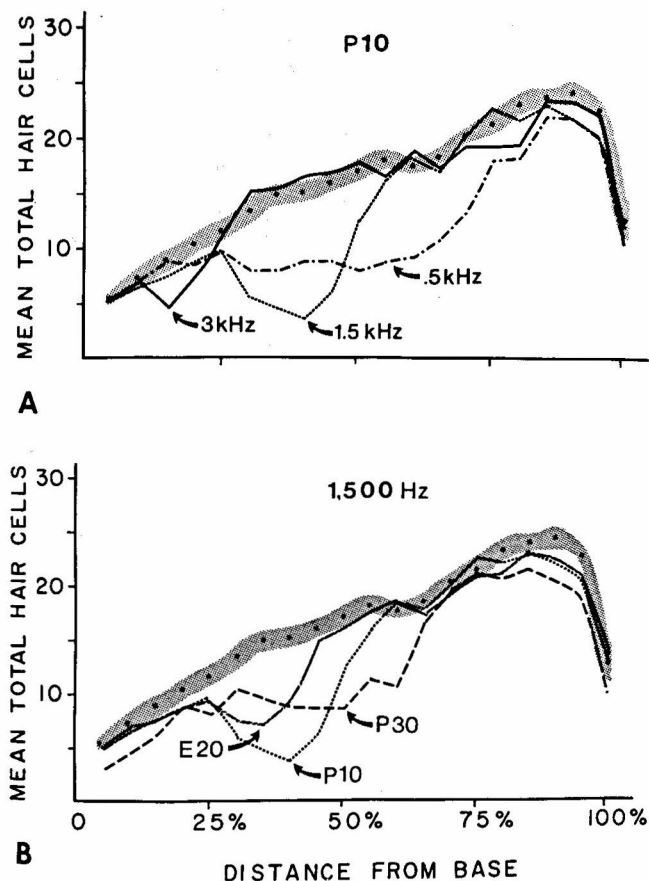 P10
MEAN TOTAL HAIR CELLS
30
20
10
3kHz
1.5 kHz
.5kHz
A
1,500 Hz
MEAN TOTAL HAIR CELLS
30
20
10
E20
P10
P30
0
25%
50%
75%
100%
B
DISTANCE FROM BASE